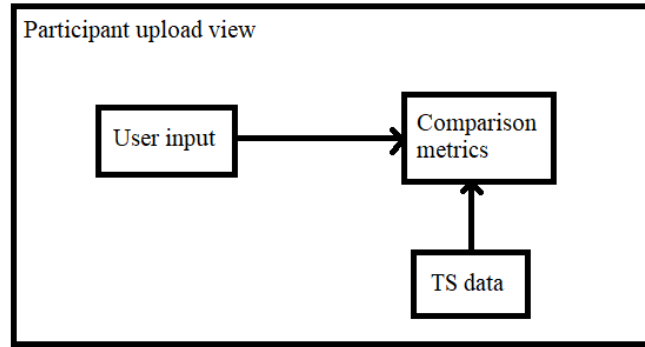 Participant upload view
User input
Comparison
metrics
TS data